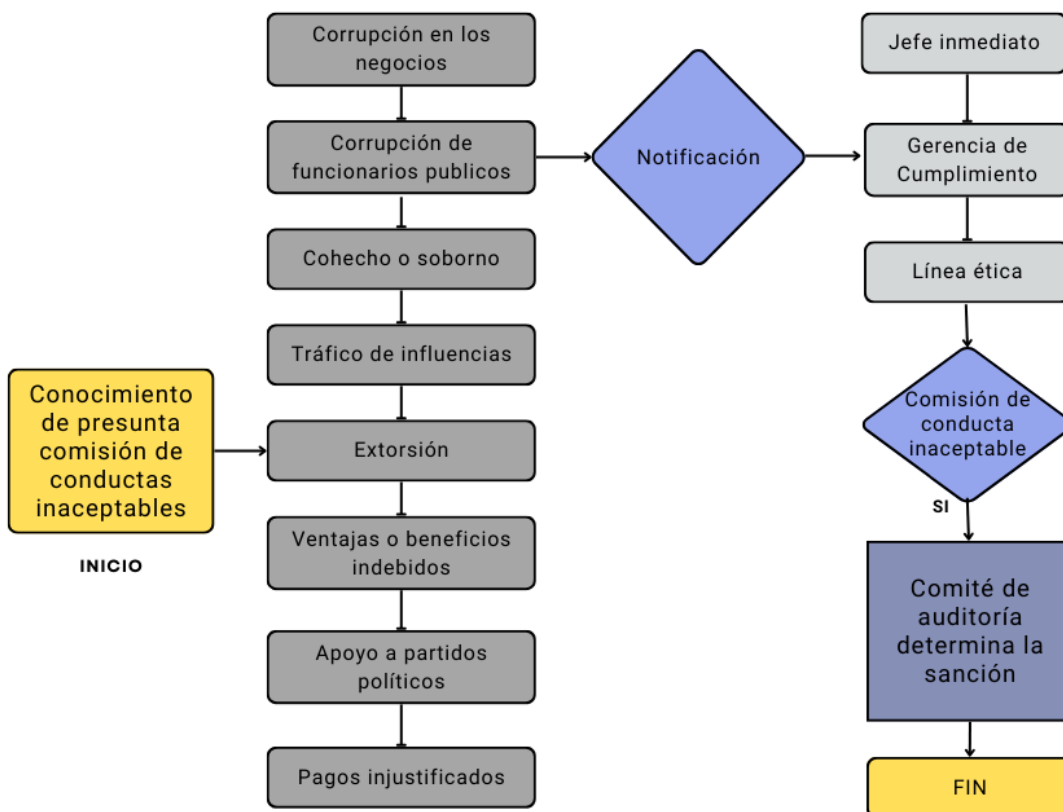 Corrupción en los
negocios
Corrupción de
funcionarios publicos
Cohecho o soborno
Tráfico de influencias
Conocimiento
de presunta
comisión de
conductas
inaceptables
INICIO
Extorsión
Ventajas o beneficios
indebidos
Apoyo a partidos
políticos
Pagos injustificados
Notificación
Jefe inmediato
Gerencia de
Cumplimiento
Línea ética
Comisión de
conducta
inaceptable
SI
Comité de
auditoría
determina la
sanción
FIN